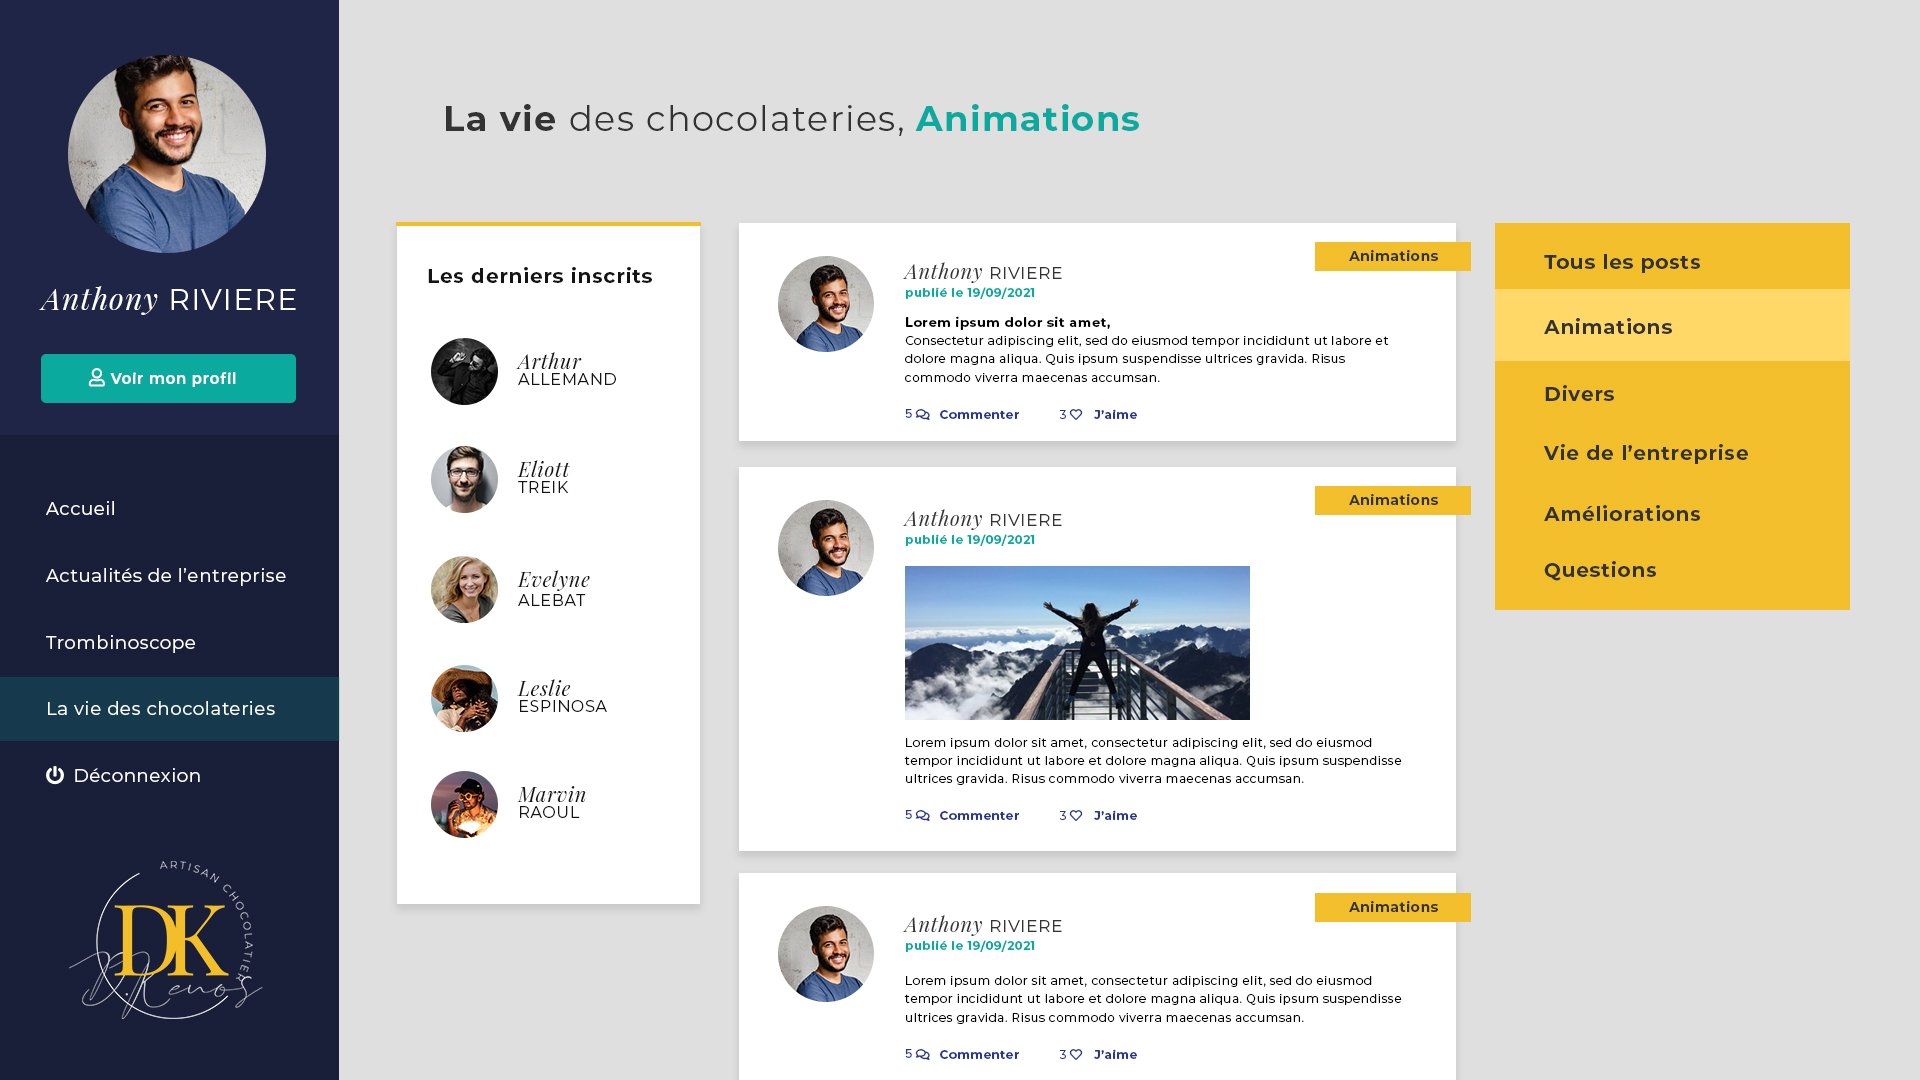 Anthony RIVIERE
Voir mon profil
Accueil
Actualités de l’entreprise
Trombinoscope
La vie des chocolateries
Déconnexion
ARTISAN CHOCOLATIER
DK
D.Kenos
La vie des chocolateries, Animations
Les derniers inscrits
Arthur
ALLEMAND
Eliott
TREIK
Evelyne
ALEBAT
Leslie
ESPINOSA
Marvin
RAOUL
Animations
Anthony RIVIERE
publié le 19/09/2021
Lorem ipsum dolor sit amet,
Consectetur adipiscing elit, sed do eiusmod tempor incididunt ut labore et
dolore magna aliqua. Quis ipsum suspendisse ultrices gravida. Risus
commodo viverra maecenas accumsan.
5 Commenter 3 J’aime
Animations
Anthony RIVIERE
publié le 19/09/2021
Lorem ipsum dolor sit amet, consectetur adipiscing elit, sed do eiusmod
tempor incididunt ut labore et dolore magna aliqua. Quis ipsum suspendisse
ultrices gravida. Risus commodo viverra maecenas accumsan.
5 Commenter 3 J’aime
Animations
Anthony RIVIERE
publié le 19/09/2021
Lorem ipsum dolor sit amet, consectetur adipiscing elit, sed do eiusmod
tempor incididunt ut labore et dolore magna aliqua. Quis ipsum suspendisse
ultrices gravida. Risus commodo viverra maecenas accumsan.
5 Commenter 3 J’aime
Tous les posts
Animations
Divers
Vie de l’entreprise
Améliorations
Questions